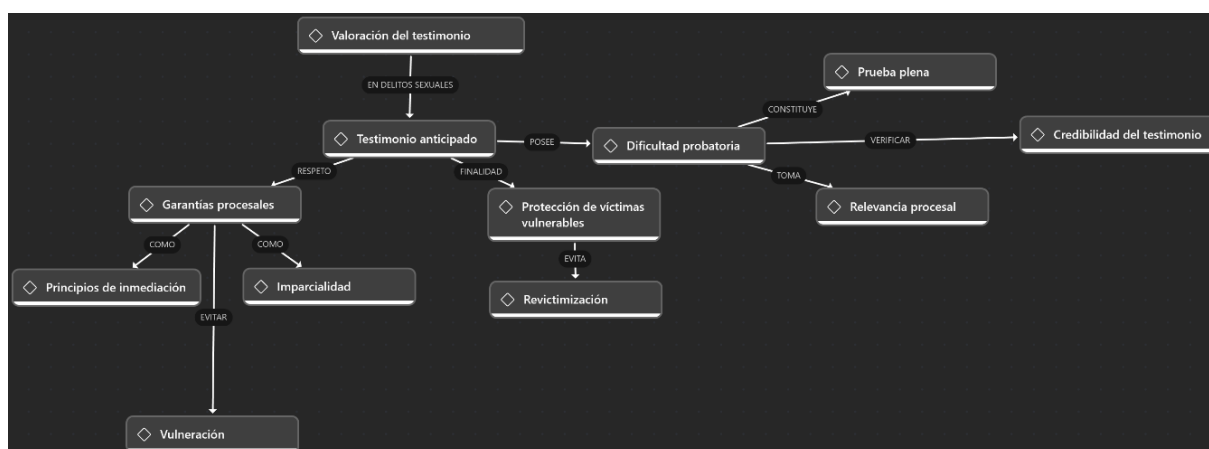 Valoración del testimonio
EN DELITOS SEXUALES
Prueba plena
CONSTITUYE
Testimonio anticipado
POSEE
Dificultad probatoria
VERIFICAR
Credibilidad del testimonio
RESPETO
FINALIDAD
TOMA
Garantías procesales
Protección de víctimas
vulnerables
Relevancia procesal
COMO
COMO
EVITA
Principios de inmediación
Imparcialidad
Revictimización
EVITAR
Vulneración